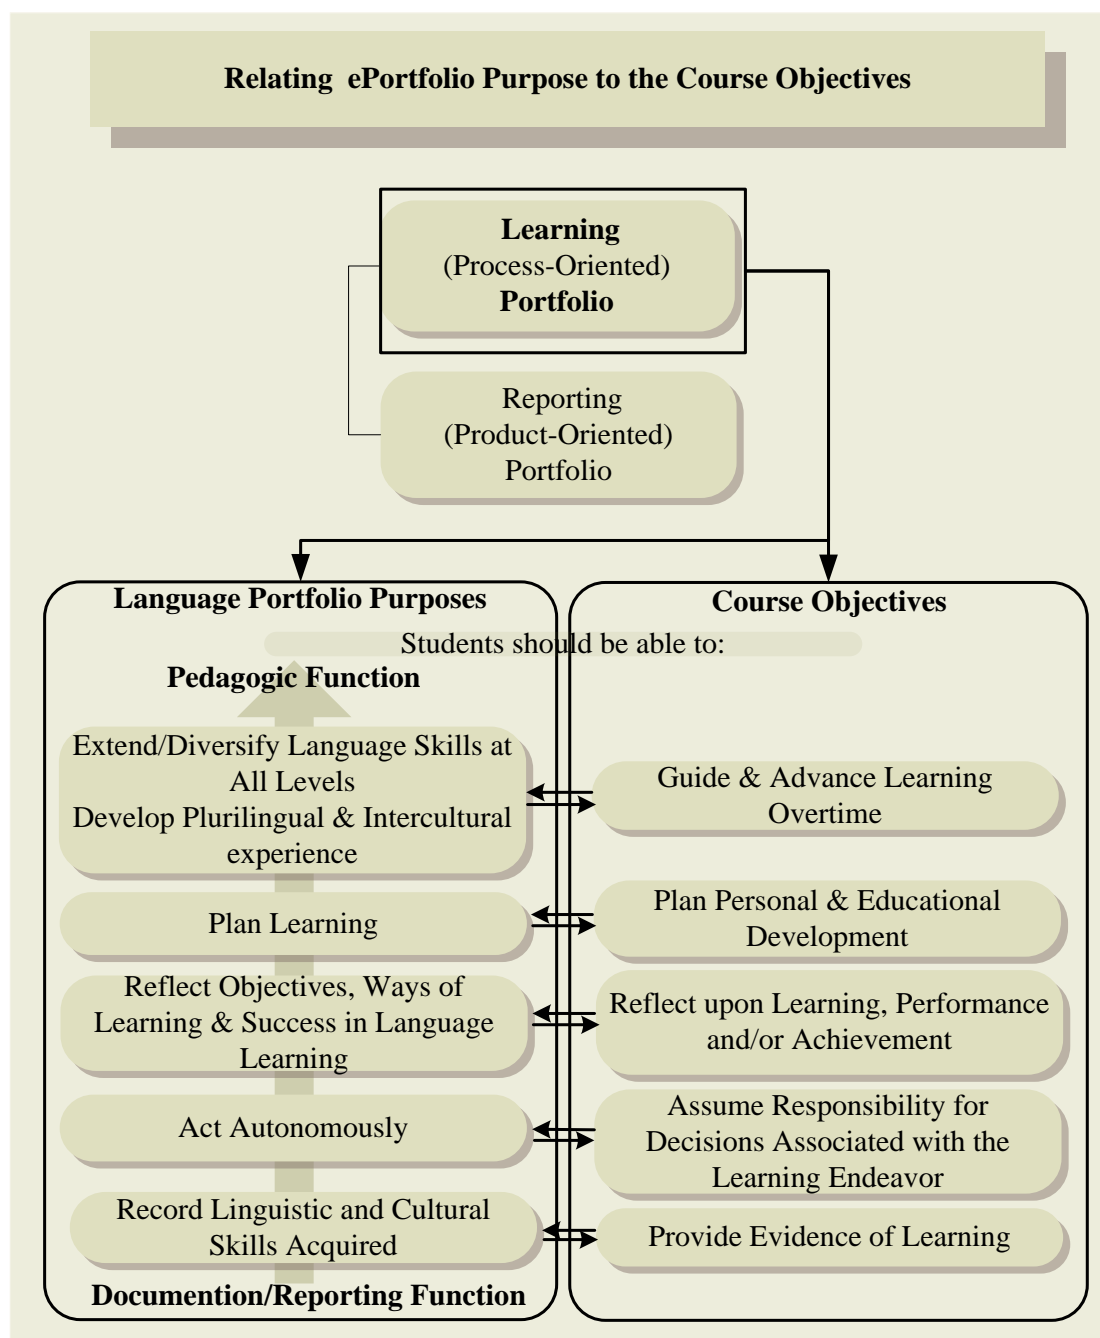 Relating ePortfolio Purpose to the Course Objectives
Learning
(Process-Oriented)
Portfolio
Reporting
(Product-Oriented)
Portfolio
Language Portfolio Purposes
Course Objectives
Students should be able to:
Pedagogic Function
Extend/Diversify Language Skills at
All Levels
Develop Plurilingual & Intercultural
experience
Guide & Advance Learning
Overtime
Plan Learning
Plan Personal & Educational
Development
Reflect Objectives, Ways of
Learning & Success in Language
Learning
Reflect upon Learning, Performance
and/or Achievement
Act Autonomously
Assume Responsibility for
Decisions Associated with the
Learning Endeavor
Record Linguistic and Cultural
Skills Acquired
Provide Evidence of Learning
Documention/Reporting Function